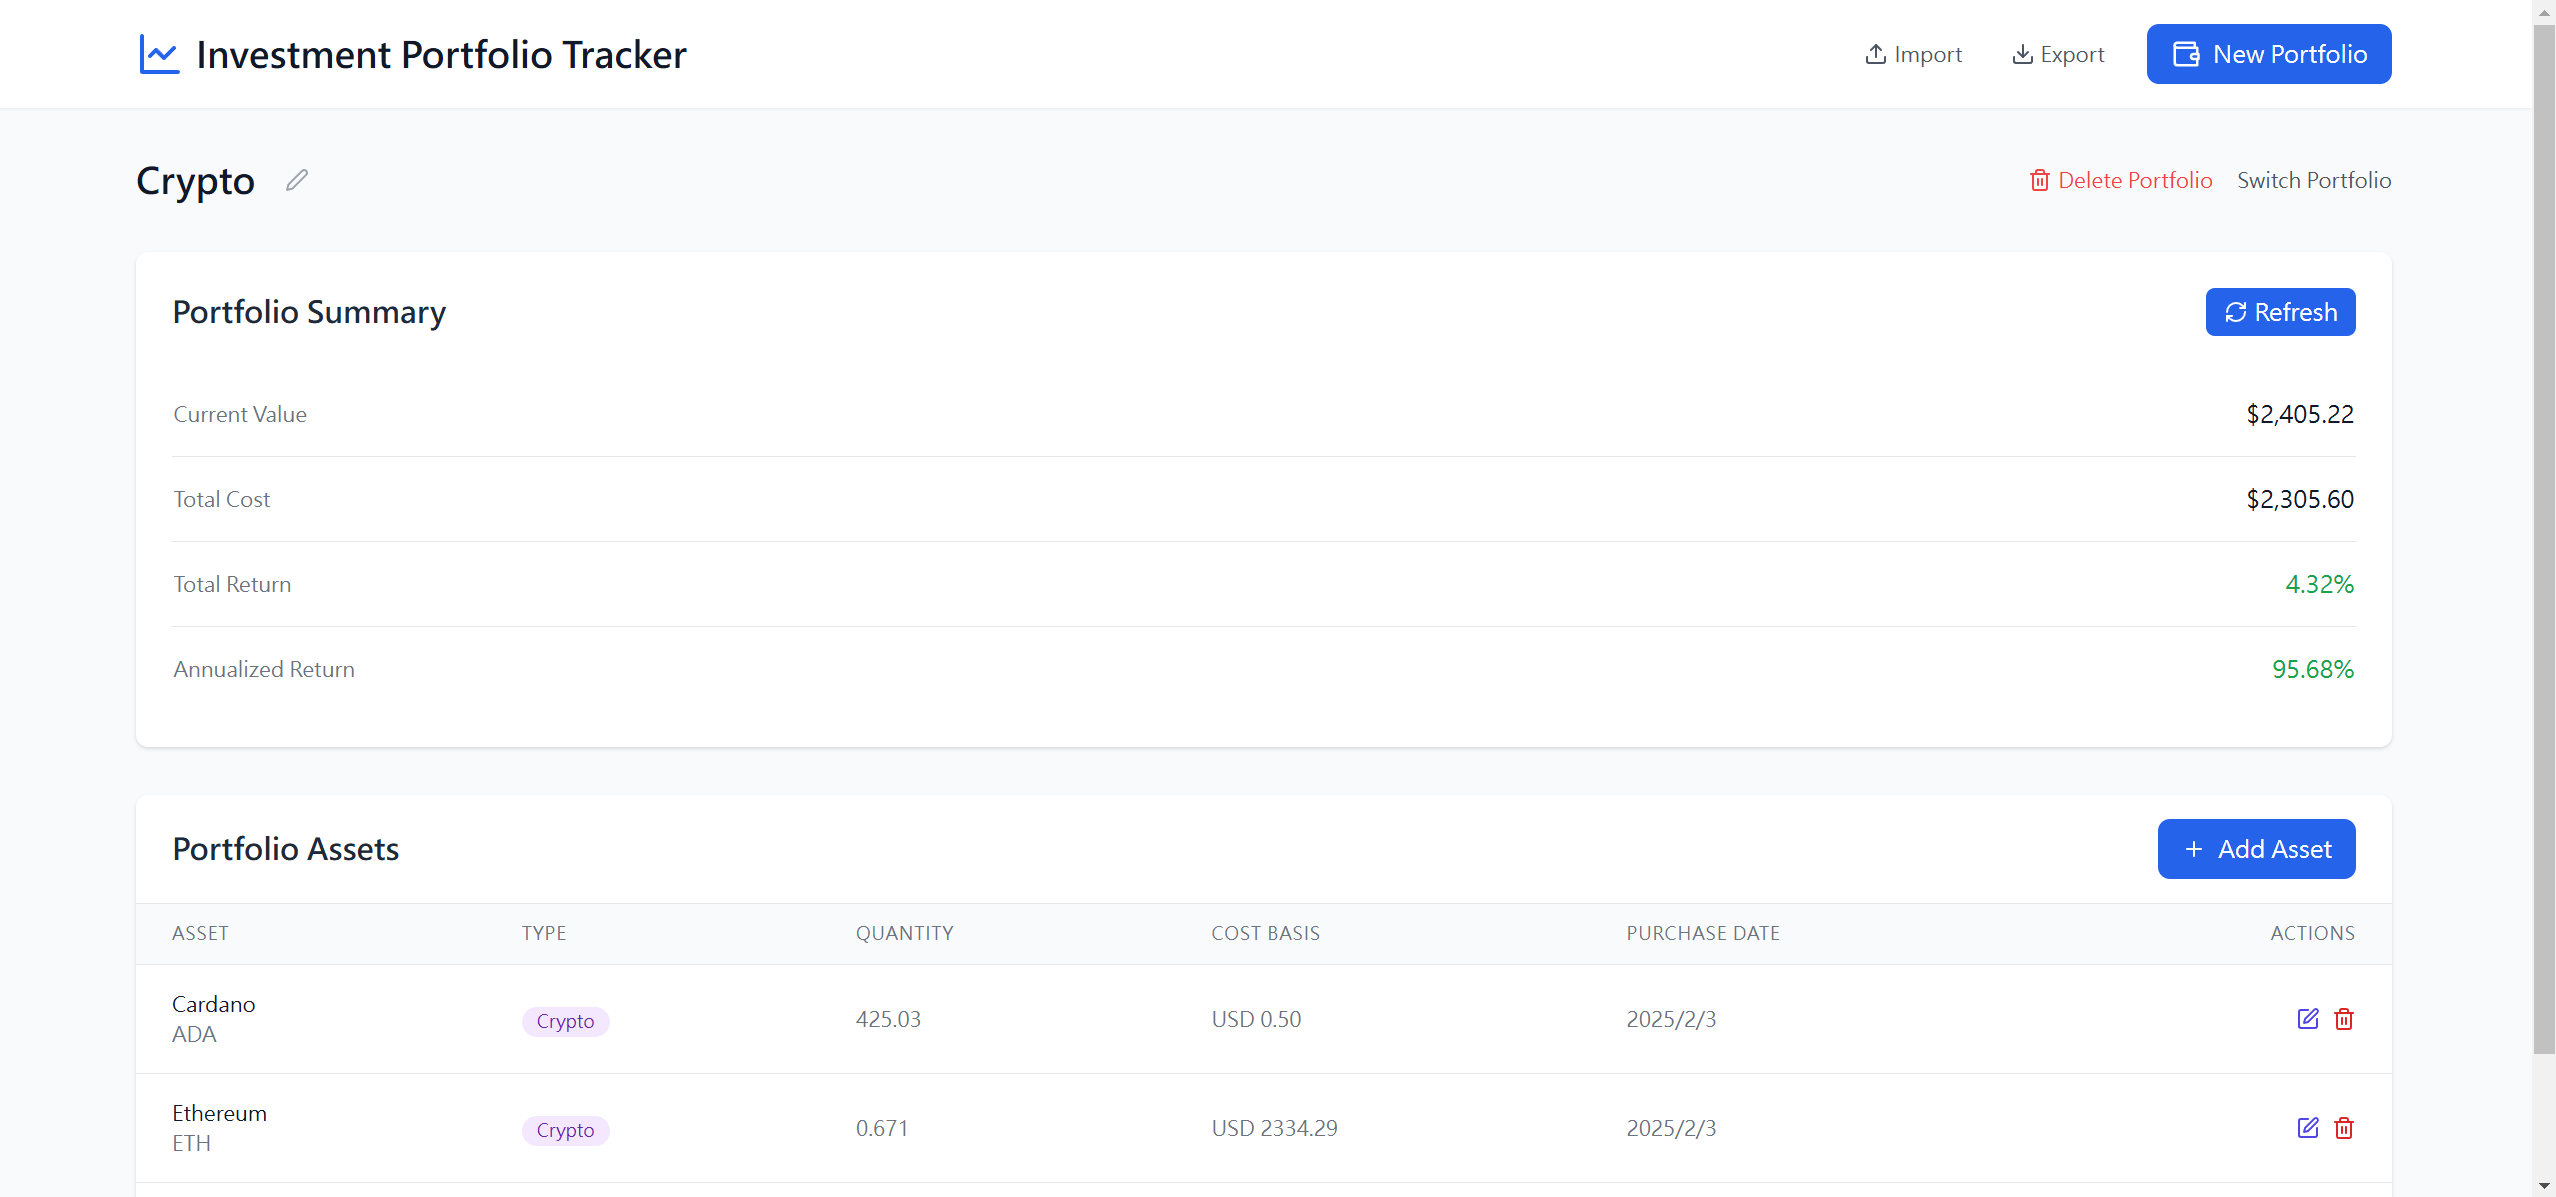 Investment Portfolio Tracker
Import
Export
New Portfolio
Crypto
Delete Portfolio
Switch Portfolio
Portfolio Summary
Refresh
Current Value
$2,405.22
Total Cost
$2,305.60
Total Return
4.32%
Annualized Return
95.68%
Portfolio Assets
+ Add Asset
ASSET TYPE QUANTITY COST BASIS PURCHASE DATE ACTIONS
Cardano
ADA
Crypto
425.03
USD 0.50
2025/2/3
Ethereum
ETH
Crypto
0.671
USD 2334.29
2025/2/3